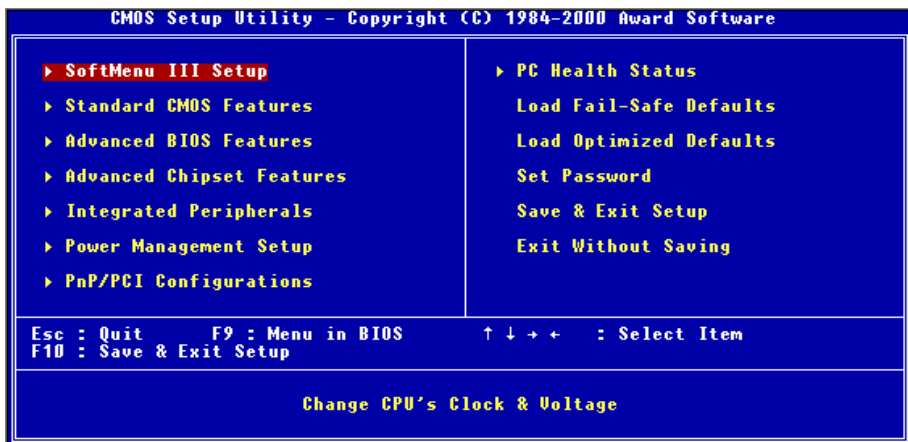 CMOS Setup Utility - Copyright (C) 1984-2000 Award Software
▸ SoftMenu III Setup
▸ Standard CMOS Features
▸ Advanced BIOS Features
▸ Advanced Chipset Features
▸ Integrated Peripherals
▸ Power Management Setup
▸ PnP/PCI Configurations
▸ PC Health Status
Load Fail-Safe Defaults
Load Optimized Defaults
Set Password
Save & Exit Setup
Exit Without Saving
Esc : Quit F9 : Menu in BIOS ↑ ↓ → ← : Select Item
F10 : Save & Exit Setup
Change CPU's Clock & Voltage